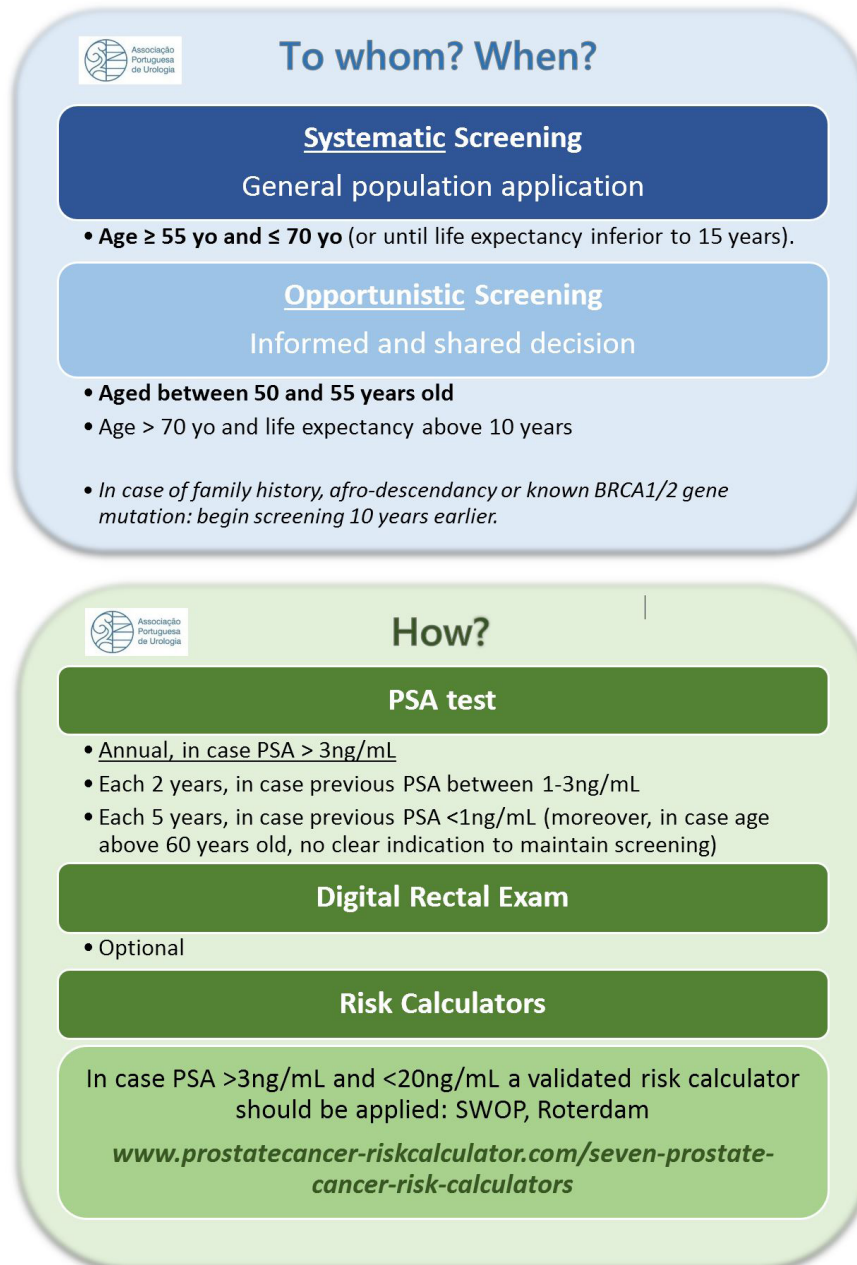 Associação
Portuguesa
de Urologia
To whom? When?
Systematic Screening
General population application
• Age ≥ 55 yo and ≤ 70 yo (or until life expectancy inferior to 15 years).
Opportunistic Screening
Informed and shared decision
• Aged between 50 and 55 years old
• Age > 70 yo and life expectancy above 10 years
• In case of family history, afro-descendancy or known BRCA1/2 gene
mutation: begin screening 10 years earlier.
Associação
Portuguesa
de Urologia
How?
PSA test
• Annual, in case PSA > 3ng/mL
• Each 2 years, in case previous PSA between 1-3ng/mL
• Each 5 years, in case previous PSA <1ng/mL (moreover, in case age
above 60 years old, no clear indication to maintain screening)
Digital Rectal Exam
• Optional
Risk Calculators
In case PSA >3ng/mL and <20ng/mL a validated risk calculator
should be applied: SWOP, Roterdam
www.prostatecancer-riskcalculator.com/seven-prostate-
cancer-risk-calculators